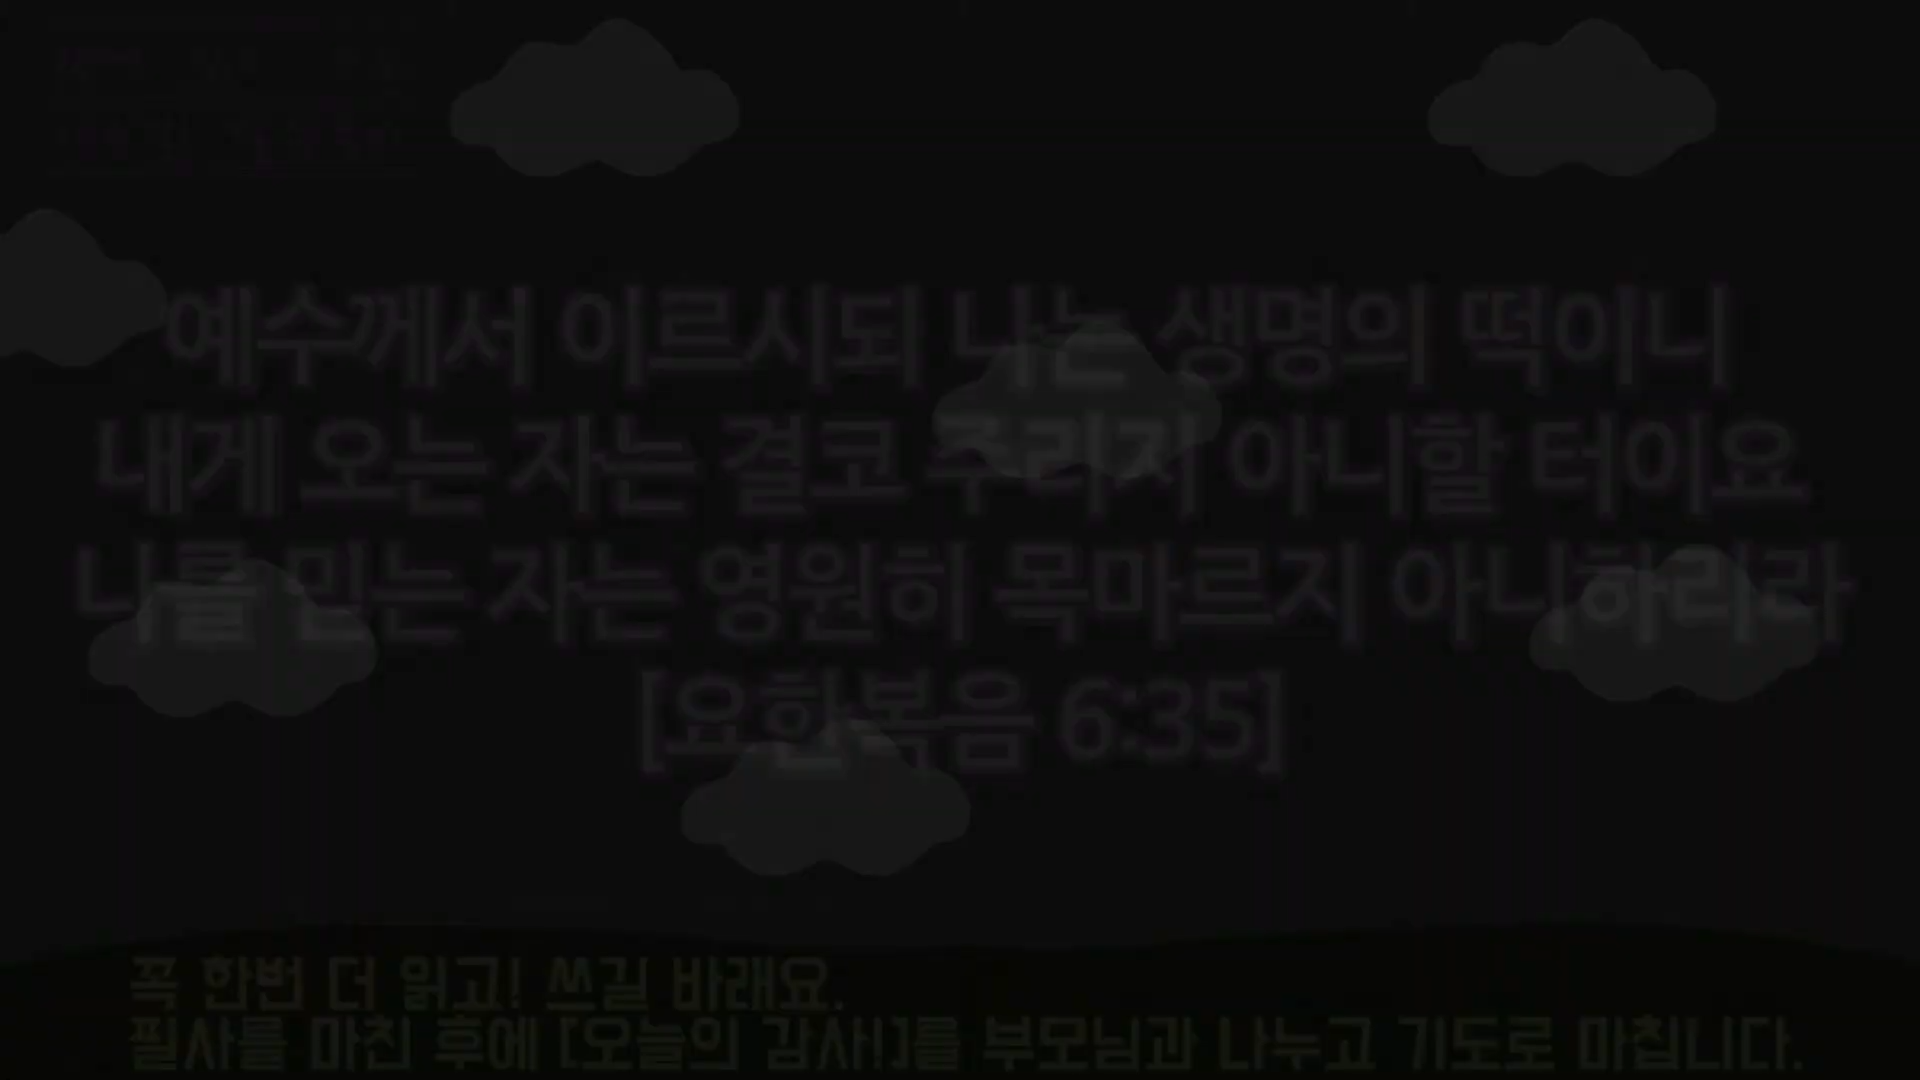 예수께서 이르시되 나는 생명의 떡이니
내게 오는 자는 결코 주리지 아니할 터이요
나를 믿는 자는 영원히 목마르지 아니하리라
[요한복음 6:35]
꼭 한번 더 읽고! 쓰길 바래요.
필사를 마친 후에 [오늘의 감사!]를 부모님과 나누고 기도로 마칩니다.